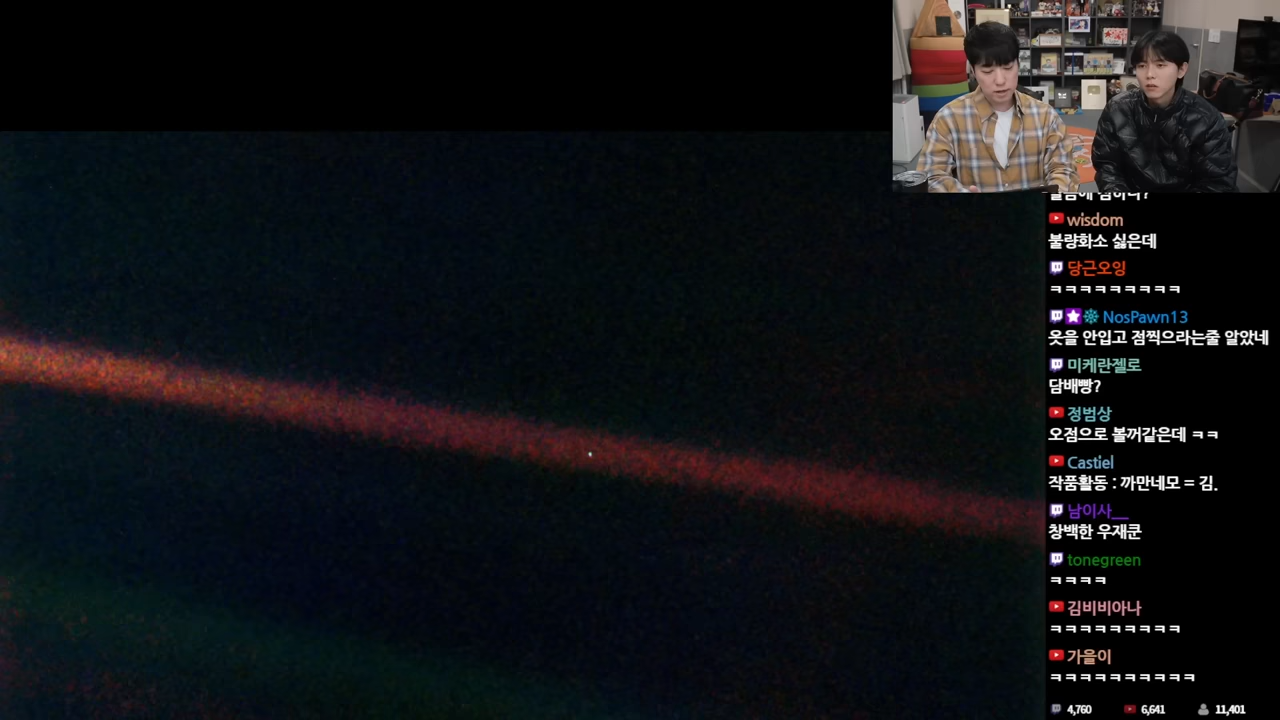 wisdom
불량화소 싫은데
당근오잉
ㅋㅋㅋㅋㅋㅋㅋㅋㅋ
NosPawn13
옷을 안입고 점찍으라는줄 알았네
미케란젤로
담배빵?
정범상
오점으로 볼꺼같은데 ㅋㅋ
Castiel
작품활동 : 까만네모 = 김.
남이사__
창백한 우재쿤
tonegreen
ㅋㅋㅋㅋ
김비비아나
ㅋㅋㅋㅋㅋㅋㅋㅋㅋ
가을이
ㅋㅋㅋㅋㅋㅋㅋㅋㅋㅋ
4,760 6,641 11,401